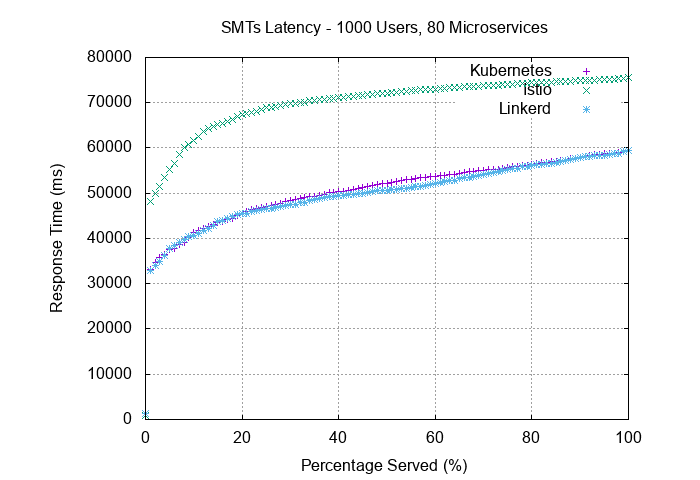 SMTs Latency - 1000 Users, 80 Microservices
80000
70000
60000
50000
40000
30000
20000
10000
0
Response Time (ms)
Kubernetes
Istio
Linkerd
0 20 40 60 80 100
Percentage Served (%)